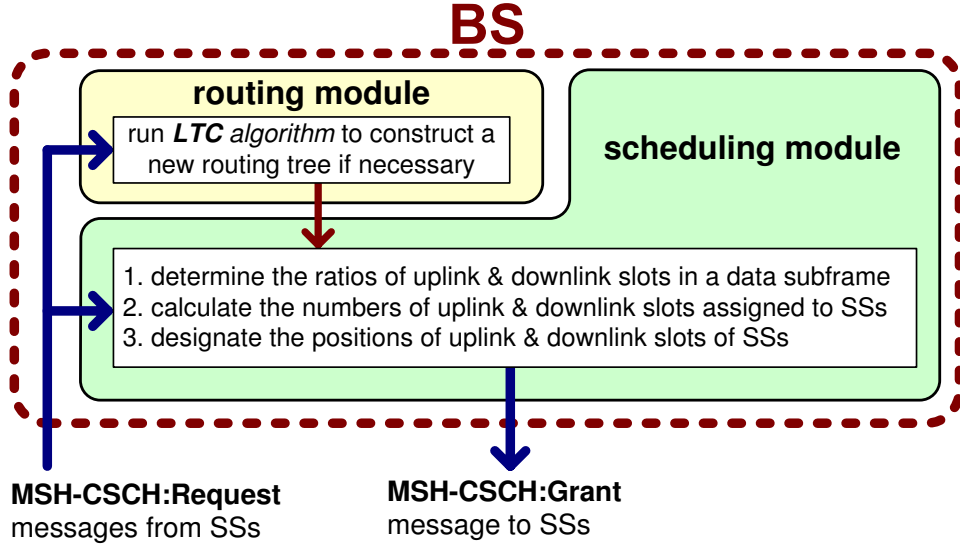 BS
routing module
run LTC algorithm to construct a
new routing tree if necessary
scheduling module
1. determine the ratios of uplink & downlink slots in a data subframe
2. calculate the numbers of uplink & downlink slots assigned to SSs
3. designate the positions of uplink & downlink slots of SSs
MSH-CSCH:Request
messages from SSs
MSH-CSCH:Grant
message to SSs